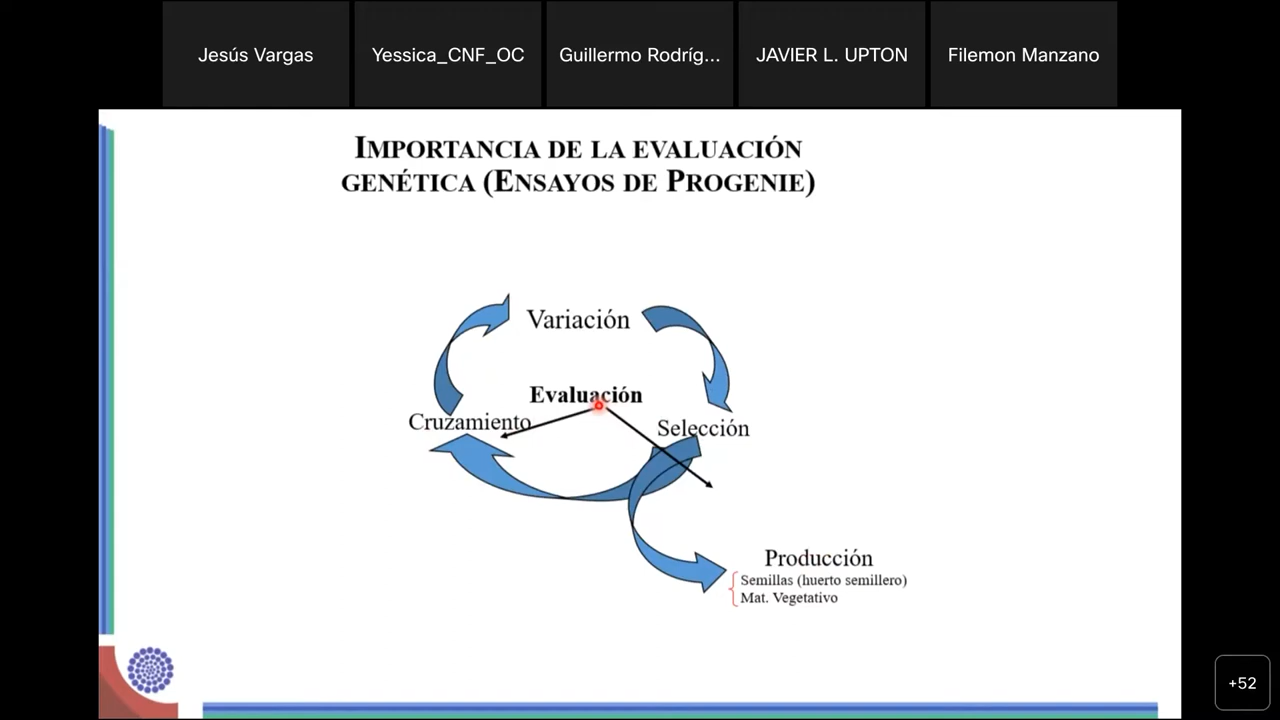 Jesús Vargas
Yessica_CNF_OC
Guillermo Rodríg...
JAVIER L. UPTON
Filemon Manzano
IMPORTANCIA DE LA EVALUACIÓN
GENÉTICA (ENSAYOS DE PROGENIE)
Variación
Evaluación
Cruzamiento
Selección
Producción
Semillas (huerto semillero)
Mat. Vegetativo
+52